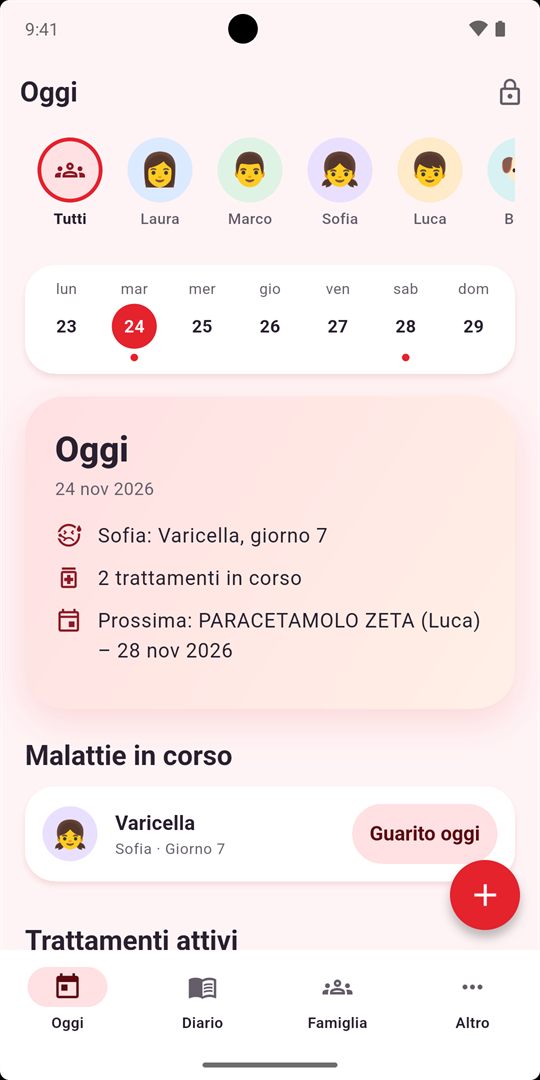 9:41
Oggi
Tutti
Laura
Marco
Sofia
Luca
B
lun mar mer gio ven sab dom
23 24 25 26 27 28 29
Oggi
24 nov 2026
Sofia: Varicella, giorno 7
2 trattamenti in corso
Prossima: PARACETAMOLO ZETA (Luca)
– 28 nov 2026
Malattie in corso
Varicella
Sofia · Giorno 7
Guarito oggi
Trattamenti attivi
Oggi
Diario
Famiglia
Altro